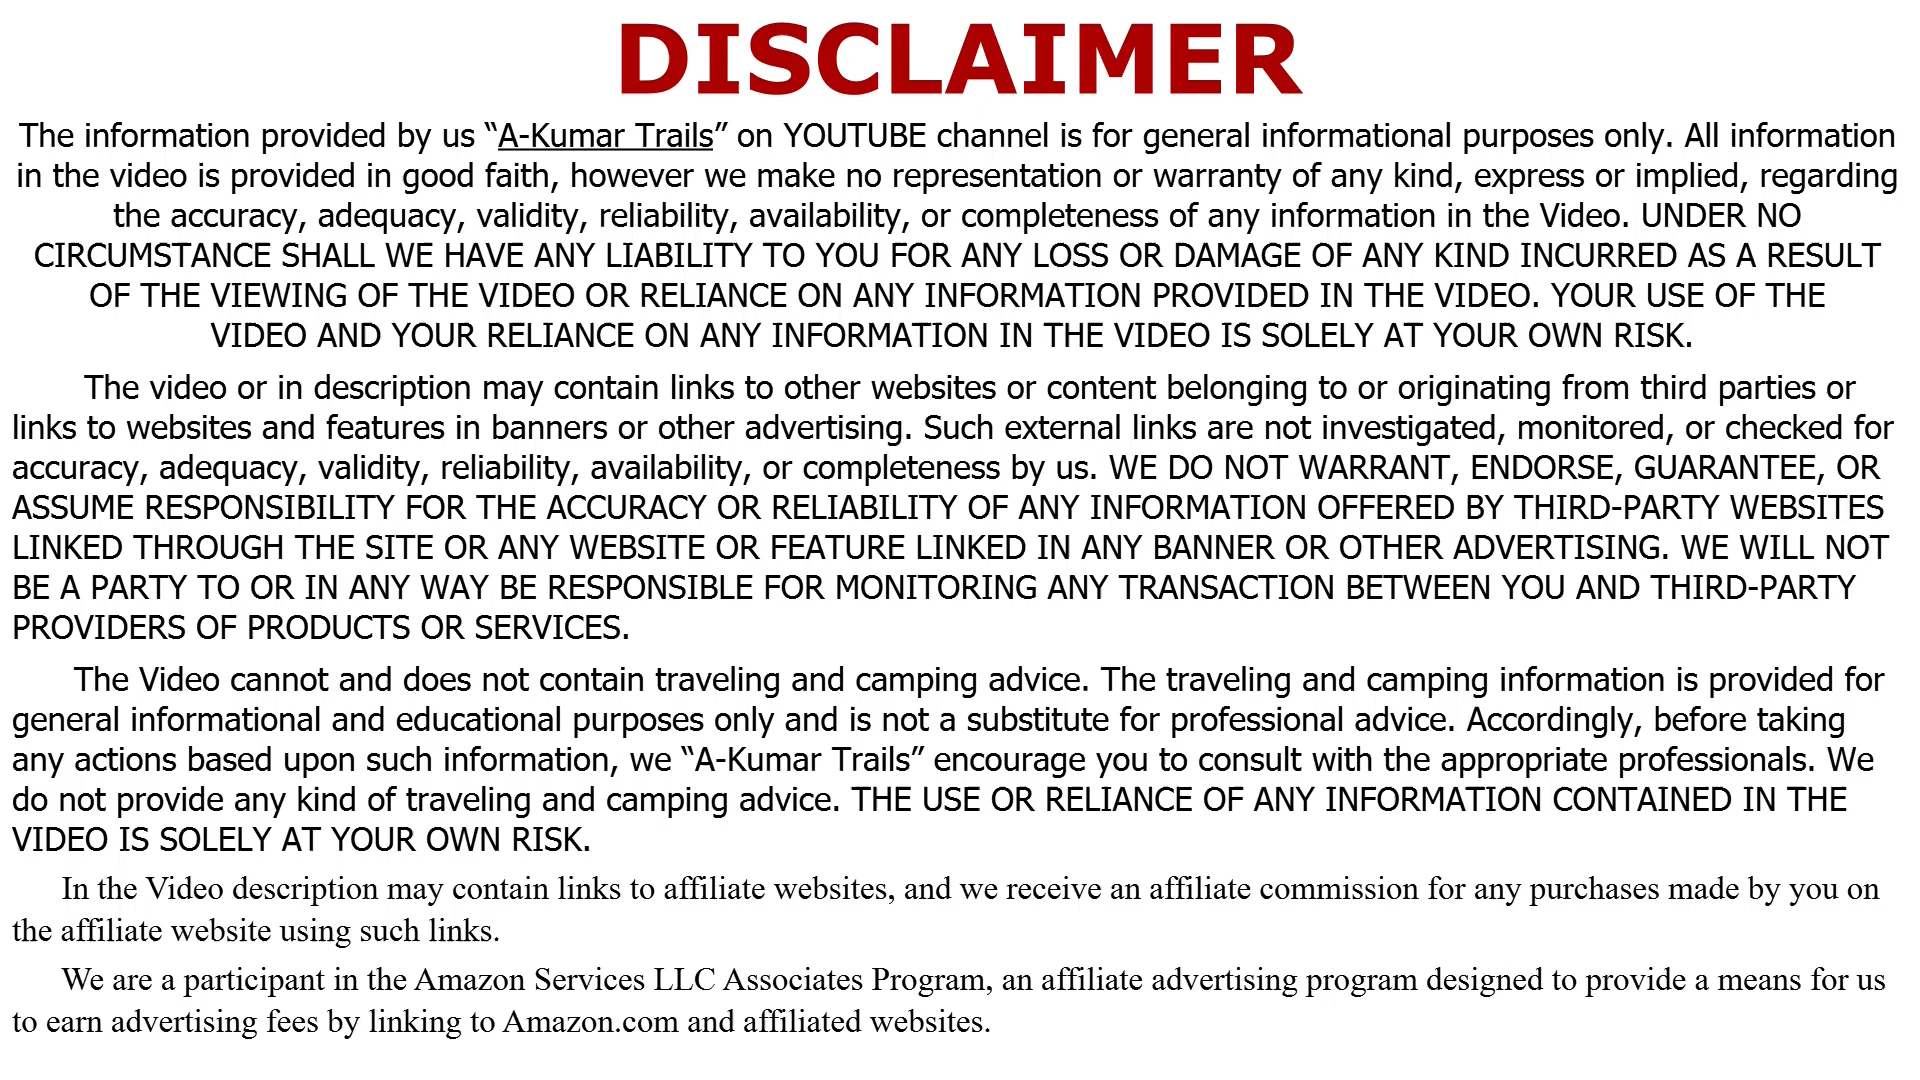 DISCLAIMER
The information provided by us “A-Kumar Trails” on YOUTUBE channel is for general informational purposes only. All information
in the video is provided in good faith, however we make no representation or warranty of any kind, express or implied, regarding
the accuracy, adequacy, validity, reliability, availability, or completeness of any information in the Video. UNDER NO
CIRCUMSTANCE SHALL WE HAVE ANY LIABILITY TO YOU FOR ANY LOSS OR DAMAGE OF ANY KIND INCURRED AS A RESULT
OF THE VIEWING OF THE VIDEO OR RELIANCE ON ANY INFORMATION PROVIDED IN THE VIDEO. YOUR USE OF THE
VIDEO AND YOUR RELIANCE ON ANY INFORMATION IN THE VIDEO IS SOLELY AT YOUR OWN RISK.
The video or in description may contain links to other websites or content belonging to or originating from third parties or
links to websites and features in banners or other advertising. Such external links are not investigated, monitored, or checked for
accuracy, adequacy, validity, reliability, availability, or completeness by us. WE DO NOT WARRANT, ENDORSE, GUARANTEE, OR
ASSUME RESPONSIBILITY FOR THE ACCURACY OR RELIABILITY OF ANY INFORMATION OFFERED BY THIRD-PARTY WEBSITES
LINKED THROUGH THE SITE OR ANY WEBSITE OR FEATURE LINKED IN ANY BANNER OR OTHER ADVERTISING. WE WILL NOT
BE A PARTY TO OR IN ANY WAY BE RESPONSIBLE FOR MONITORING ANY TRANSACTION BETWEEN YOU AND THIRD-PARTY
PROVIDERS OF PRODUCTS OR SERVICES.
The Video cannot and does not contain traveling and camping advice. The traveling and camping information is provided for
general informational and educational purposes only and is not a substitute for professional advice. Accordingly, before taking
any actions based upon such information, we “A-Kumar Trails” encourage you to consult with the appropriate professionals. We
do not provide any kind of traveling and camping advice. THE USE OR RELIANCE OF ANY INFORMATION CONTAINED IN THE
VIDEO IS SOLELY AT YOUR OWN RISK.
In the Video description may contain links to affiliate websites, and we receive an affiliate commission for any purchases made by you on
the affiliate website using such links.
We are a participant in the Amazon Services LLC Associates Program, an affiliate advertising program designed to provide a means for us
to earn advertising fees by linking to Amazon.com and affiliated websites.